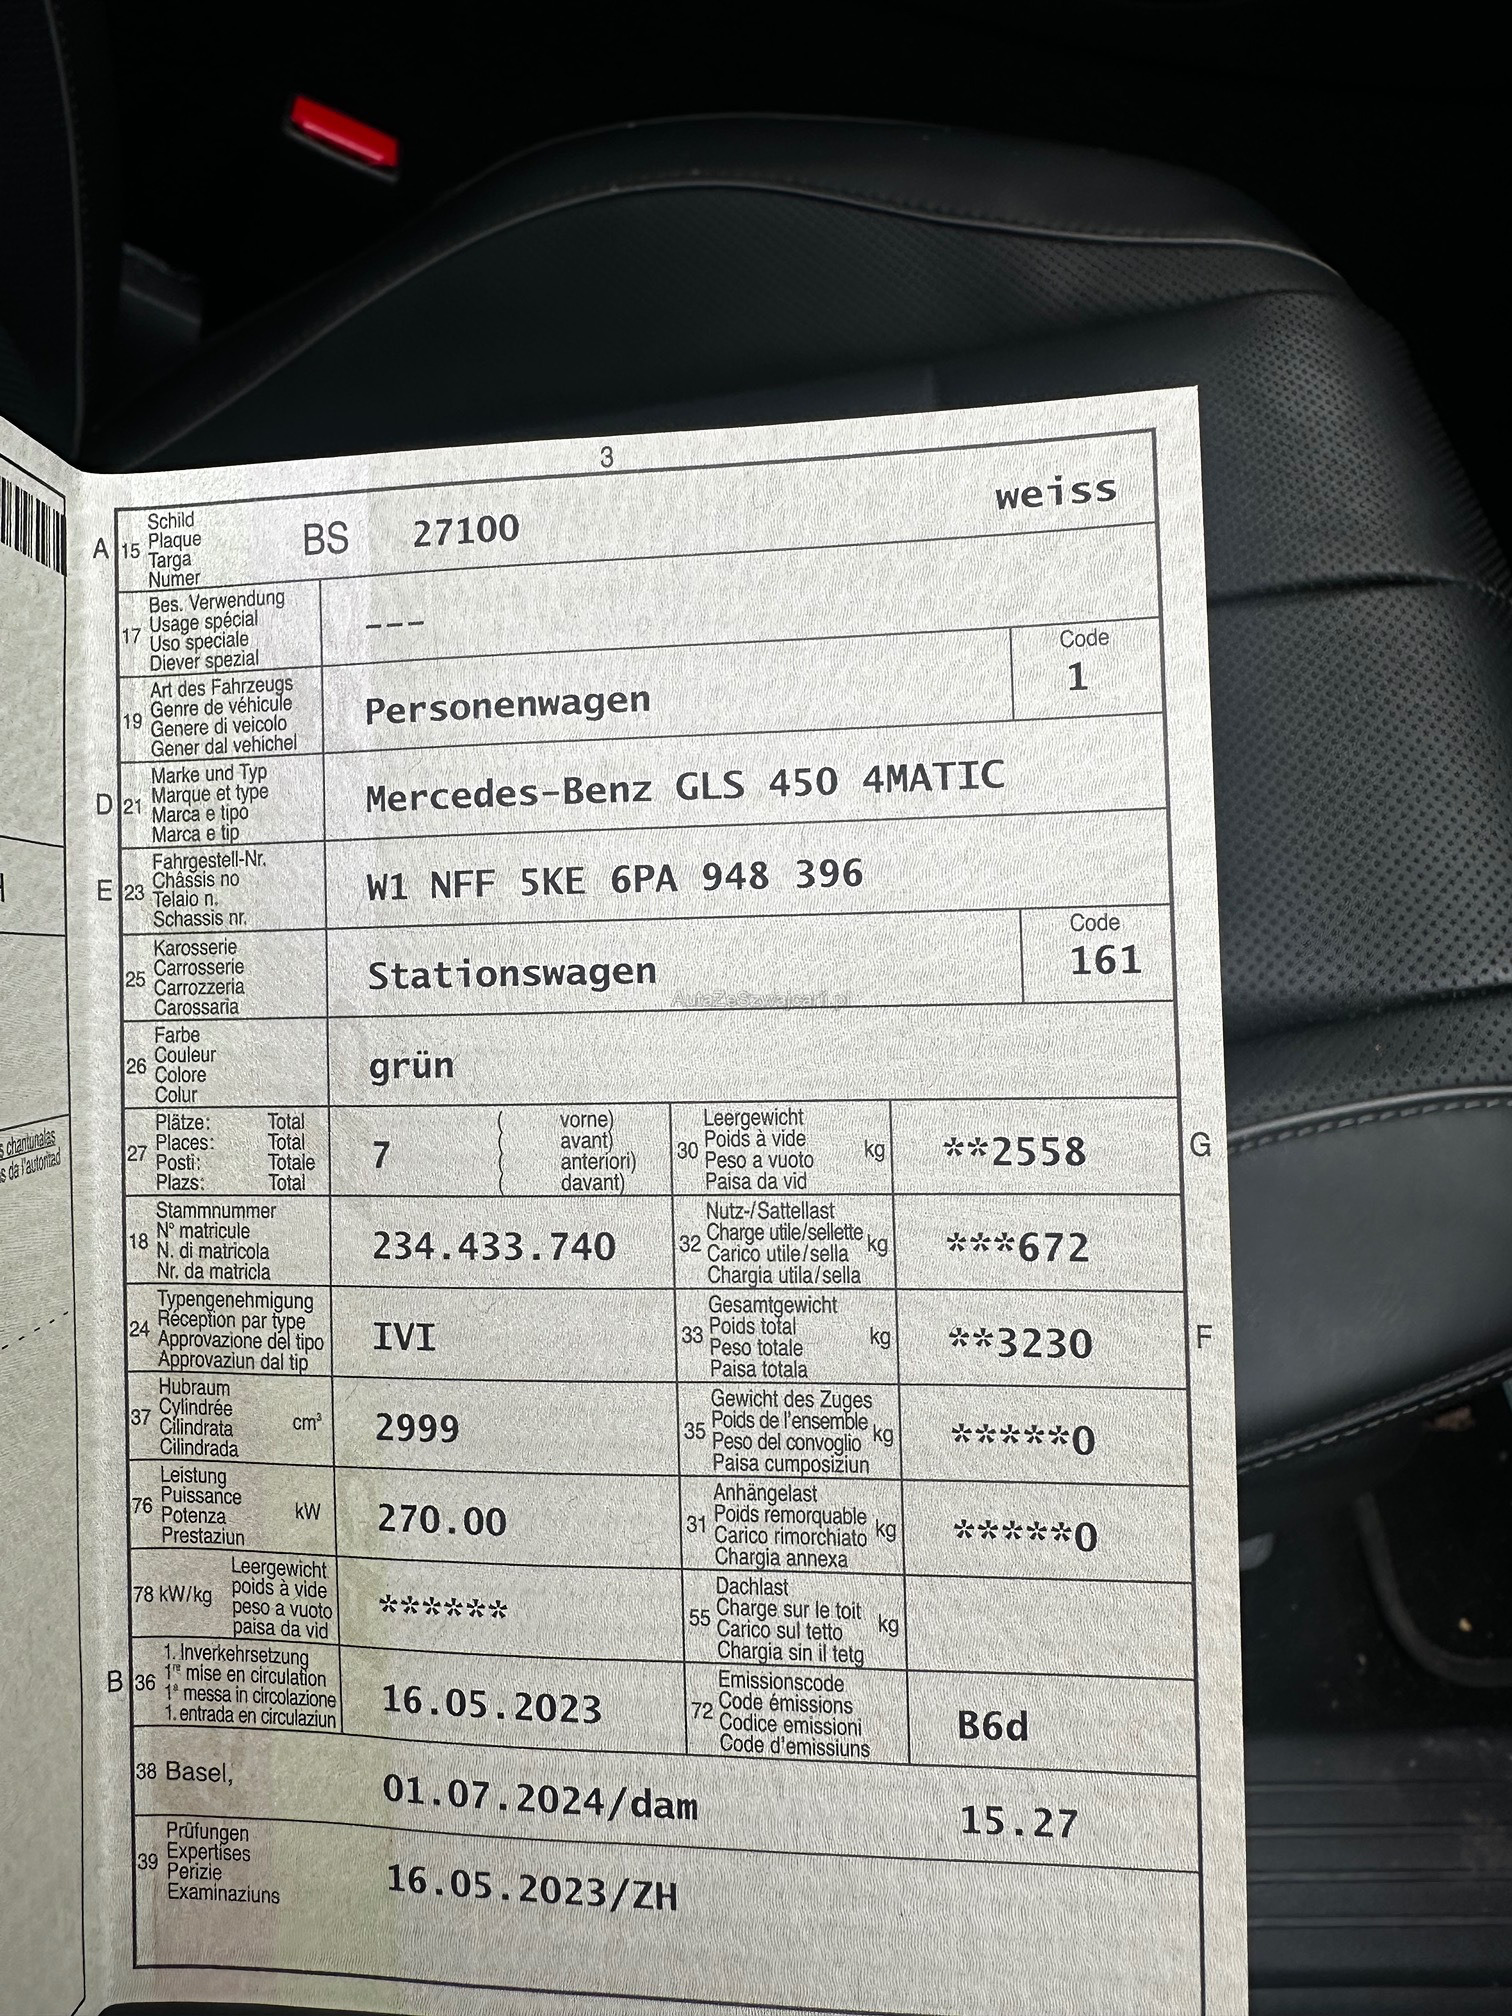 3
A 15 Schild
Plaque
Targa
Numer
BS 27100 weiss
17 Bes. Verwendung
Usage spécial
Uso speciale
Diever spezial
---
19 Art des Fahrzeugs
Genre de véhicule
Genere di veicolo
Gener dal vehichel
Personenwagen
Code
1
D 21 Marke und Typ
Marque et type
Marca e tipo
Marca e tip
Mercedes-Benz GLS 450 4MATIC
E 23 Fahrgestell-Nr.
Châssis no
Telaio n.
Schassis nr.
W1 NFF 5KE 6PA 948 396
25 Karosserie
Carrosserie
Carrozzeria
Carossaria
Stationswagen
Code
161
AutaZeSzwajcarii.pl
26 Farbe
Couleur
Colore
Colur
grün
27 Plätze: Total
Places: Total
Posti: Totale
Plazs: Total
7
( vorne)
( avant)
( anteriori)
( davant)
30 Leergewicht
Poids à vide
Peso a vuoto
Paisa da vid
kg
**2558
G
18 Stammnummer
N° matricule
N. di matricola
Nr. da matricla
234.433.740
32 Nutz-/Sattellast
Charge utile/sellette
Carico utile/sella
Chargia utila/sella
kg
***672
24 Typengenehmigung
Réception par type
Approvazione del tipo
Approvaziun dal tip
IVI
33 Gesamtgewicht
Poids total
Peso totale
Paisa totala
kg
**3230
F
37 Hubraum
Cylindrée
Cilindrata
Cilindrada
cm³
2999
35 Gewicht des Zuges
Poids de l'ensemble
Peso del convoglio
Paisa cumposiziun
kg
*****0
76 Leistung
Puissance
Potenza
Prestaziun
kW
270.00
31 Anhängelast
Poids remorquable
Carico rimorchiato
Chargia annexa
kg
*****0
78 kW/kg
Leergewicht
poids à vide
peso a vuoto
paisa da vid
******
55 Dachlast
Charge sur le toit
Carico sul tetto
Chargia sin il tetg
kg
B 36 1. Inverkehrsetzung
1re mise en circulation
1a messa in circolazione
1. entrada en circulaziun
16.05.2023
72 Emissionscode
Code émissions
Codice emissioni
Code d'emissiuns
B6d
38 Basel,
01.07.2024/dam 15.27
39 Prüfungen
Expertises
Perizie
Examinaziuns
16.05.2023/ZH
chantunalas
da l'autoritad